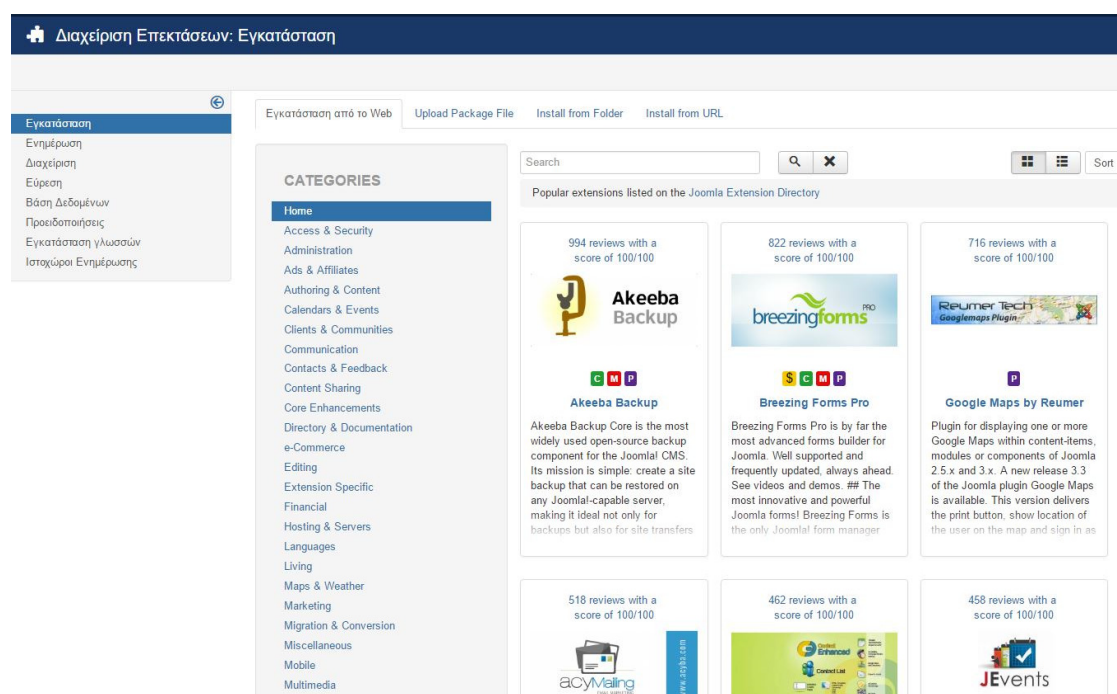 Διαχείριση Επεκτάσεων: Εγκατάσταση
Εγκατάσταση
Ενημέρωση
Διαχείριση
Εύρεση
Βάση Δεδομένων
Προειδοποιήσεις
Εγκατάσταση γλωσσών
Ιστοχώροι Ενημέρωσης
Εγκατάσταση από το Web Upload Package File Install from Folder Install from URL
CATEGORIES
Home
Access & Security
Administration
Ads & Affiliates
Authoring & Content
Calendars & Events
Clients & Communities
Communication
Contacts & Feedback
Content Sharing
Core Enhancements
Directory & Documentation
e-Commerce
Editing
Extension Specific
Financial
Hosting & Servers
Languages
Living
Maps & Weather
Marketing
Migration & Conversion
Miscellaneous
Mobile
Multimedia
Search
Sort
Popular extensions listed on the Joomla Extension Directory
994 reviews with a
score of 100/100
Akeeba
Backup
C M P
Akeeba Backup
Akeeba Backup Core is the most
widely used open-source backup
component for the Joomla! CMS.
Its mission is simple: create a site
backup that can be restored on
any Joomla!-capable server,
making it ideal not only for
backups but also for site transfers
822 reviews with a
score of 100/100
breezingforms PRO
$ C M P
Breezing Forms Pro
Breezing Forms Pro is by far the
most advanced forms builder for
Joomla. Well supported and
frequently updated, always ahead.
See videos and demos. ## The
most innovative and powerful
Joomla forms! Breezing Forms is
the only Joomla! form manager
716 reviews with a
score of 100/100
Reumer Tech
Googlemaps Plugin
P
Google Maps by Reumer
Plugin for displaying one or more
Google Maps within content-items,
modules or components of Joomla
2.5.x and 3.x. A new release 3.3
of the Joomla plugin Google Maps
is available. This version delivers
the print button, show location of
the user on the map and sign in as
518 reviews with a
score of 100/100
acyMailing
www.acyba.com
462 reviews with a
score of 100/100
Contact
Enhanced
Contact List
458 reviews with a
score of 100/100
JEvents